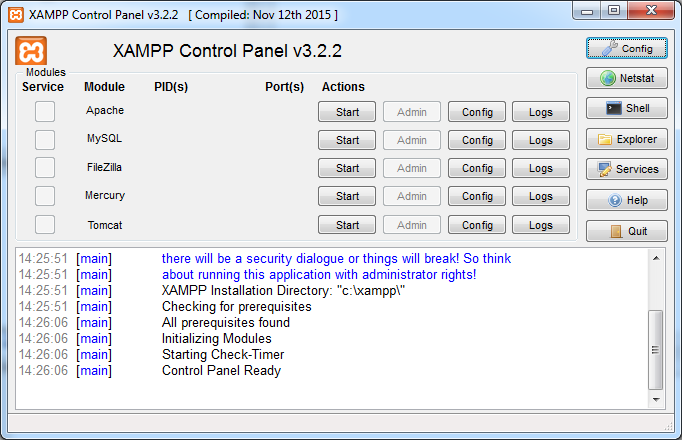 XAMPP Control Panel v3.2.2 [ Compiled: Nov 12th 2015 ]
XAMPP Control Panel v3.2.2
Config
Netstat
Shell
Explorer
Services
Help
Quit
Modules
Service Module PID(s) Port(s) Actions
Apache Start Admin Config Logs
MySQL Start Admin Config Logs
FileZilla Start Admin Config Logs
Mercury Start Admin Config Logs
Tomcat Start Admin Config Logs
14:25:51 [main] there will be a security dialogue or things will break! So think
14:25:51 [main] about running this application with administrator rights!
14:25:51 [main] XAMPP Installation Directory: "c:\xampp\"
14:25:51 [main] Checking for prerequisites
14:26:06 [main] All prerequisites found
14:26:06 [main] Initializing Modules
14:26:06 [main] Starting Check-Timer
14:26:06 [main] Control Panel Ready